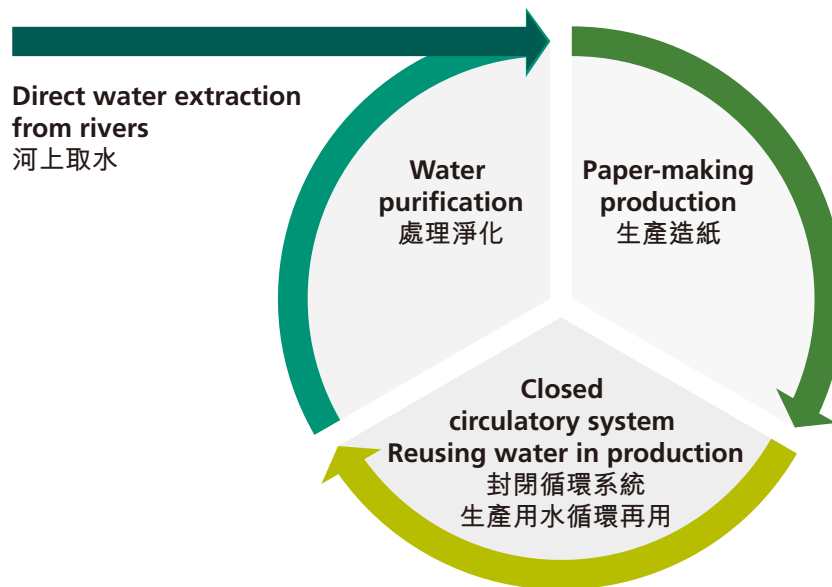 Direct water extraction
from rivers
河上取水
Water
purification
處理淨化
Paper-making
production
生產造紙
Closed
circulatory system
Reusing water in production
封閉循環系統
生產用水循環再用